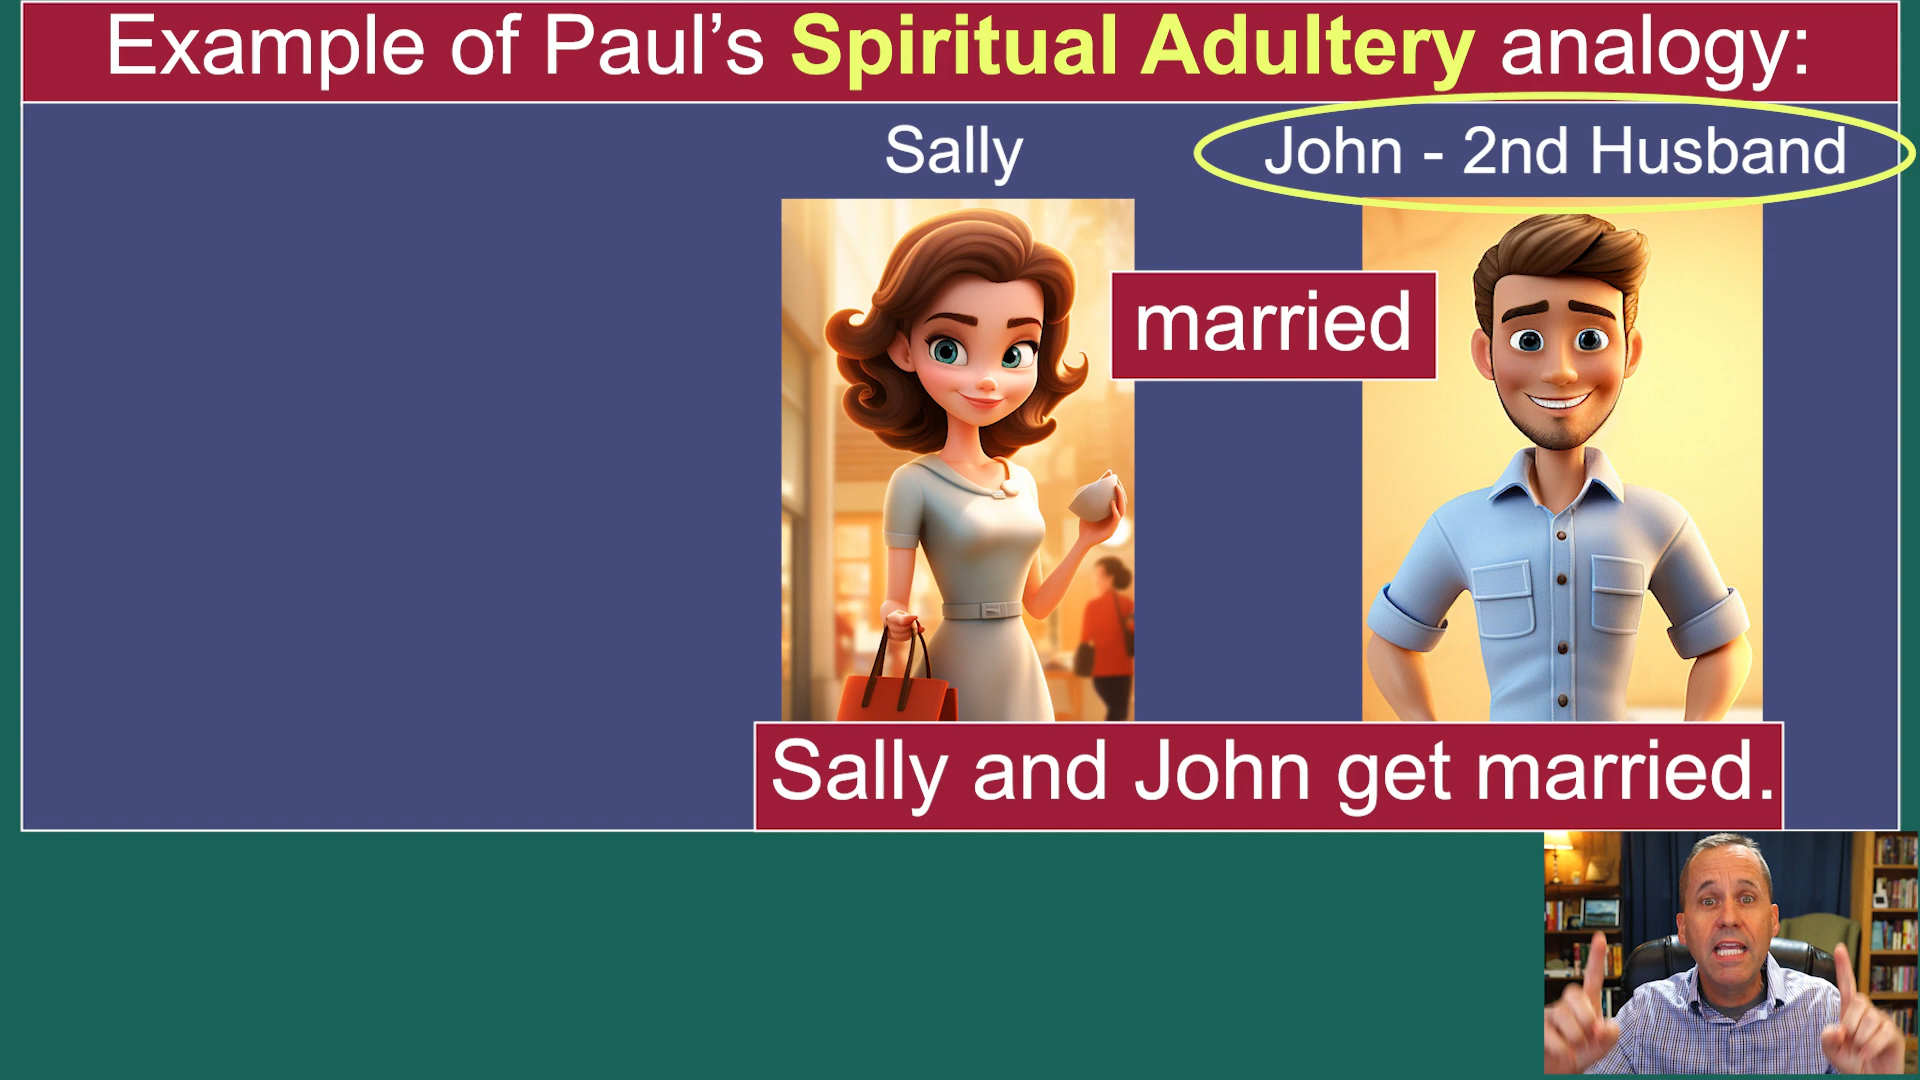 Example of Paul’s Spiritual Adultery analogy:
Sally
John - 2nd Husband
married
Sally and John get married.